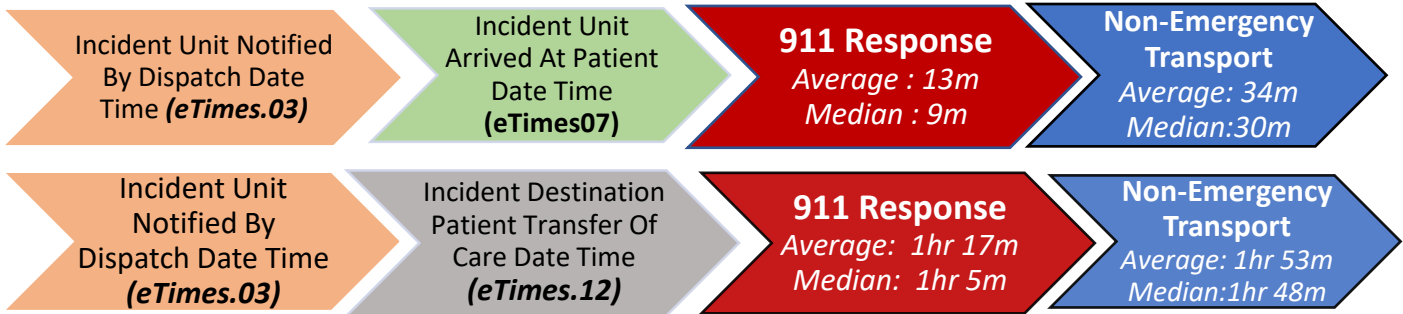 Incident Unit Notified
By Dispatch Date
Time (eTimes.03)
Incident Unit
Arrived At Patient
Date Time
(eTimes07)
911 Response
Average : 13m
Median : 9m
Non-Emergency
Transport
Average: 34m
Median:30m
Incident Unit
Notified By
Dispatch Date Time
(eTimes.03)
Incident Destination
Patient Transfer Of
Care Date Time
(eTimes.12)
911 Response
Average: 1hr 17m
Median: 1hr 5m
Non-Emergency
Transport
Average: 1hr 53m
Median:1hr 48m